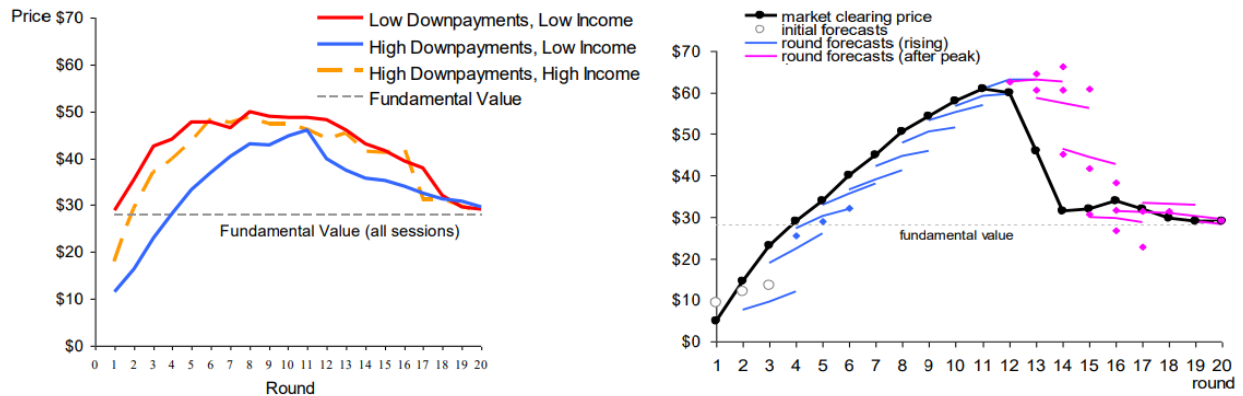 Price $70
$60
$50
$40
$30
$20
$10
$0
Low Downpayments, Low Income
High Downpayments, Low Income
High Downpayments, High Income
Fundamental Value
Fundamental Value (all sessions)
0 1 2 3 4 5 6 7 8 9 10 11 12 13 14 15 16 17 18 19 20
Round
market clearing price
initial forecasts
round forecasts (rising)
round forecasts (after peak)
$70
$60
$50
$40
$30
$20
$10
$0
fundamental value
1 2 3 4 5 6 7 8 9 10 11 12 13 14 15 16 17 18 19 20
round